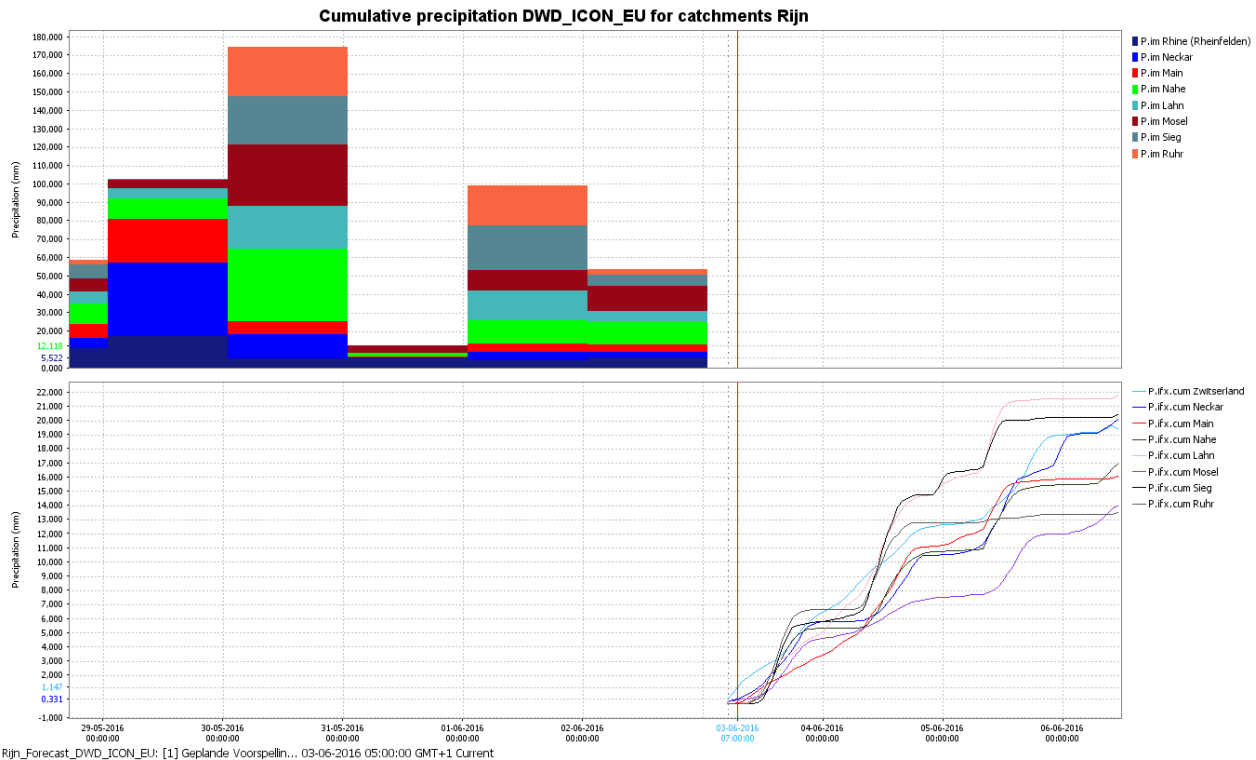 Cumulative precipitation DWD_ICON_EU for catchments Rijn
Precipitation (mm)
180,000
170,000
160,000
150,000
140,000
130,000
120,000
110,000
100,000
90,000
80,000
70,000
60,000
50,000
40,000
30,000
20,000
12.118
5,522
0,000
P.im Rhine (Rheinfelden)
P.im Neckar
P.im Main
P.im Nahe
P.im Lahn
P.im Mosel
P.im Sieg
P.im Ruhr
Precipitation (mm)
22,000
21,000
20,000
19,000
18,000
17,000
16,000
15,000
14,000
13,000
12,000
11,000
10,000
9,000
8,000
7,000
6,000
5,000
4,000
3,000
2,000
1.147
0.331
-1,000
P.ifx.cum Zwitserland
P.ifx.cum Neckar
P.ifx.cum Main
P.ifx.cum Nahe
P.ifx.cum Lahn
P.ifx.cum Mosel
P.ifx.cum Sieg
P.ifx.cum Ruhr
29-05-2016 30-05-2016 31-05-2016 01-06-2016 02-06-2016 03-06-2016 04-06-2016 05-06-2016 06-06-2016
00:00:00 00:00:00 00:00:00 00:00:00 00:00:00 07:00:00 00:00:00 00:00:00 00:00:00
Rijn_Forecast_DWD_ICON_EU: [1] Geplande Voorspellin... 03-06-2016 05:00:00 GMT+1 Current